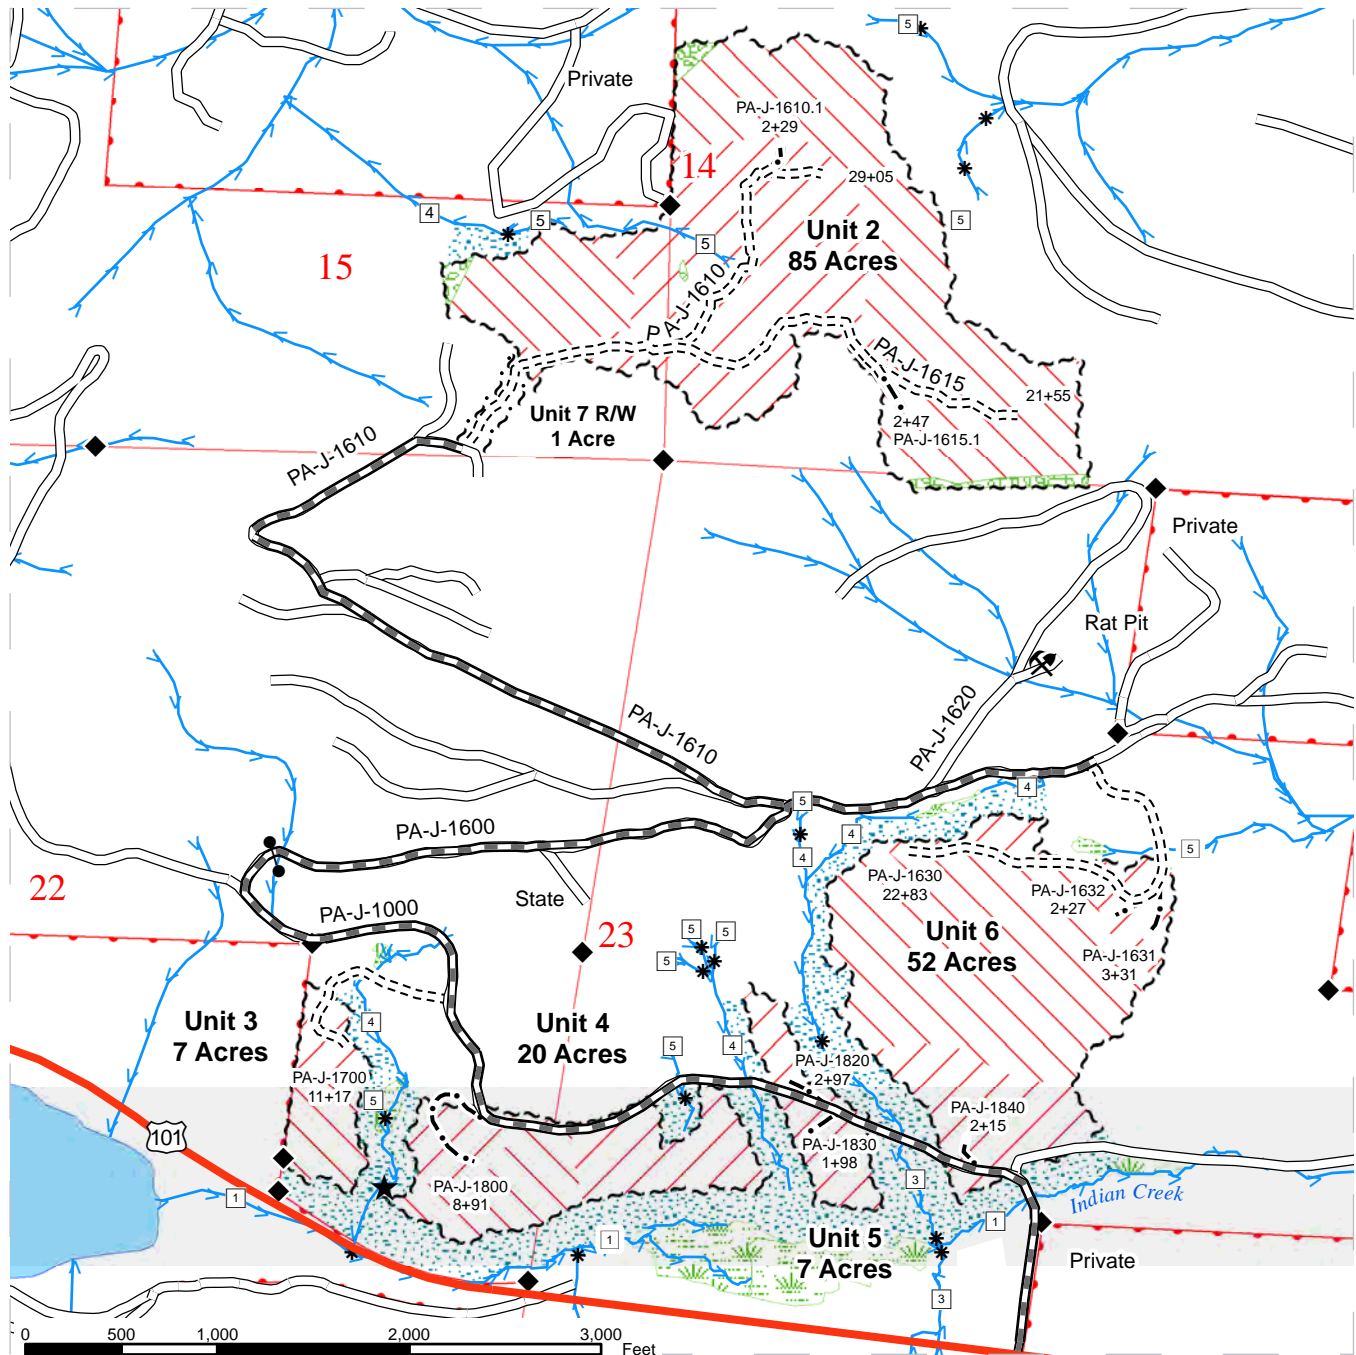 5
Private
PA-J-1610.1
2+29
14
29+05
4
5
5
5
Unit 2
85 Acres
15
PA-J-1610
PA-J-1615
21+55
Unit 7 R/W
1 Acre
2+47
PA-J-1615.1
PA-J-1610
Private
Rat Pit
PA-J-1620
PA-J-1610
4
5
PA-J-1600
4
4
5
22
State
PA-J-1000
PA-J-1630
22+83
PA-J-1632
2+27
23
5
5
5
Unit 6
52 Acres
PA-J-1631
3+31
Unit 3
7 Acres
4
Unit 4
20 Acres
5
4
PA-J-1700
11+17
5
PA-J-1820
2+97
PA-J-1840
2+15
101
PA-J-1830
1+98
PA-J-1800
8+91
3
1
Indian Creek
1
1
Unit 5
7 Acres
Private
3
0 500 1,000 2,000 3,000
Feet